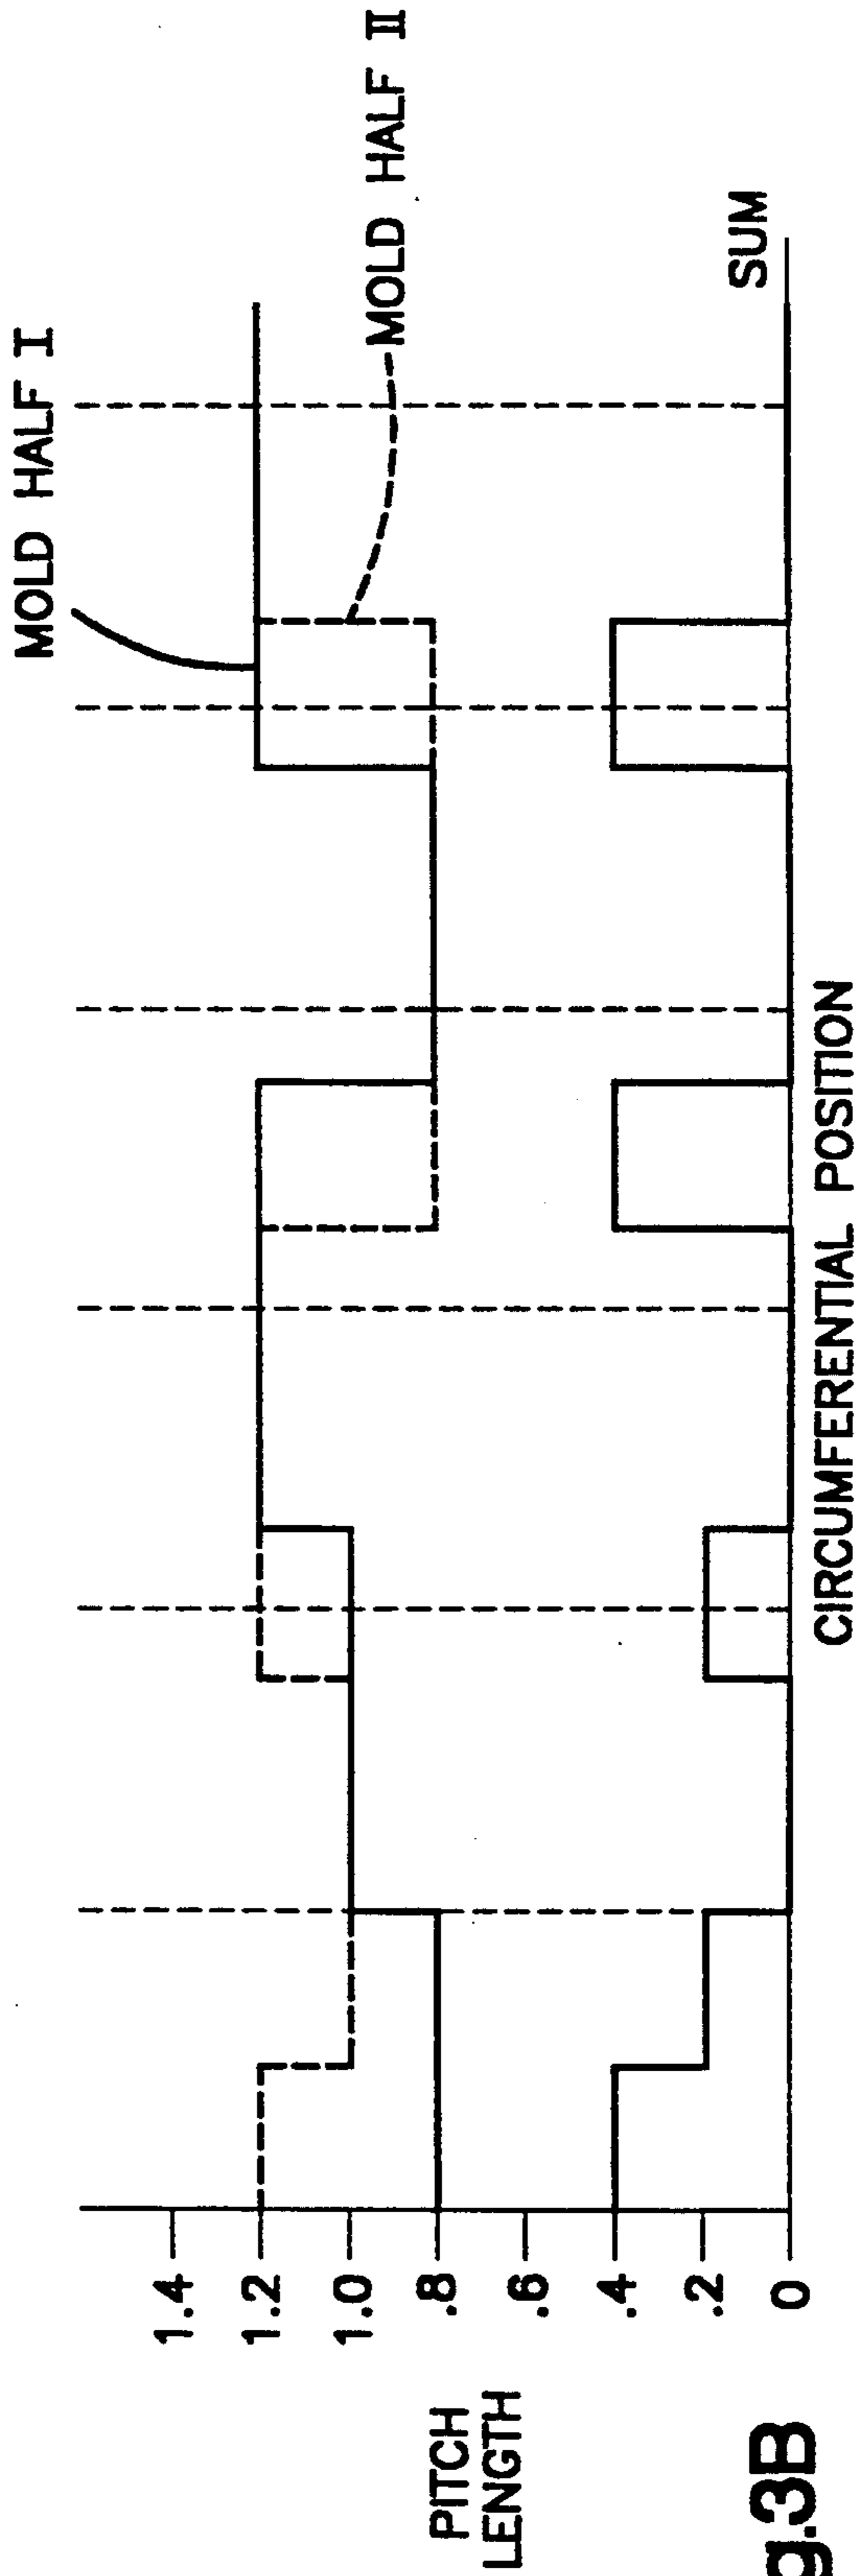 MOLD HALF I
MOLD HALF II
1.4
1.2
1.0
.8
.6
.4
.2
0
PITCH
LENGTH
SUM
CIRCUMFERENTIAL POSITION
g.3B